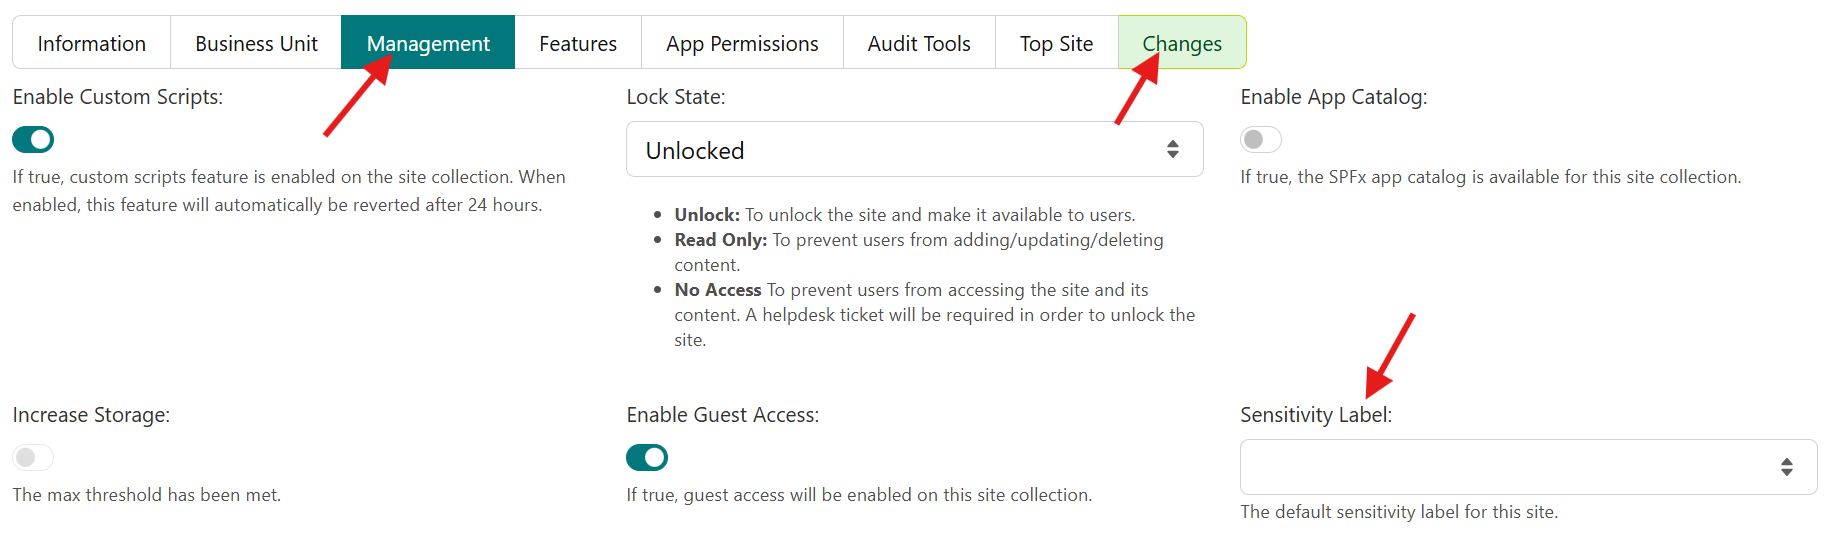 Information Business Unit Management Features App Permissions Audit Tools Top Site Changes
Enable Custom Scripts:
If true, custom scripts feature is enabled on the site collection. When
enabled, this feature will automatically be reverted after 24 hours.
Lock State:
Unlocked
• Unlock: To unlock the site and make it available to users.
• Read Only: To prevent users from adding/updating/deleting
content.
• No Access To prevent users from accessing the site and its
content. A helpdesk ticket will be required in order to unlock the
site.
Enable App Catalog:
If true, the SPFx app catalog is available for this site collection.
Increase Storage:
The max threshold has been met.
Enable Guest Access:
If true, guest access will be enabled on this site collection.
Sensitivity Label:
The default sensitivity label for this site.